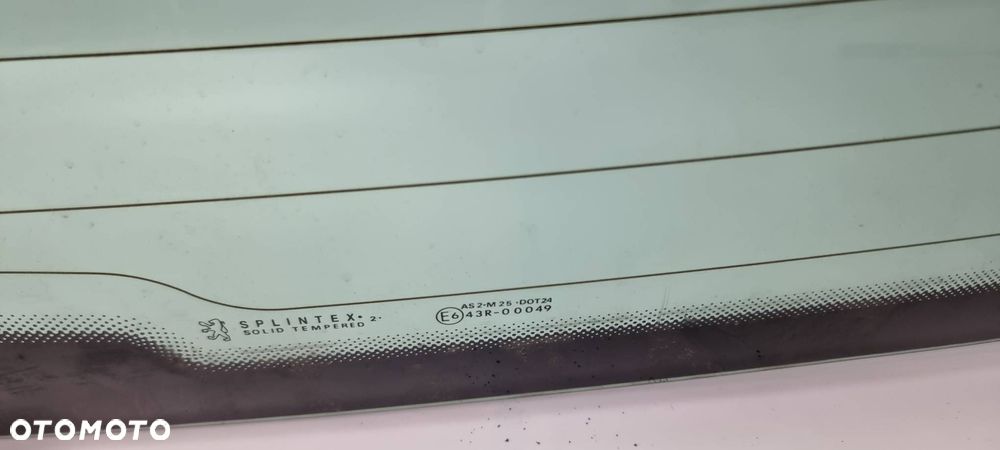 SPLINTEX• 2•
SOLID TEMPERED
AS2-M25 •DOT24
E6 43R-00049
OTOMOTO